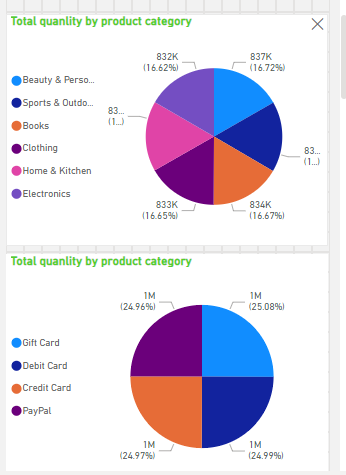 Total quanlity by product category
832K
(16.62%)
837K
(16.72%)
Beauty & Perso...
Sports & Outdo...
Books
Clothing
Home & Kitchen
Electronics
83...
(1...)
83...
(1...)
833K
(16.65%)
834K
(16.67%)
Total quanlity by product category
1M
(24.96%)
1M
(25.08%)
Gift Card
Debit Card
Credit Card
PayPal
1M
(24.97%)
1M
(24.99%)